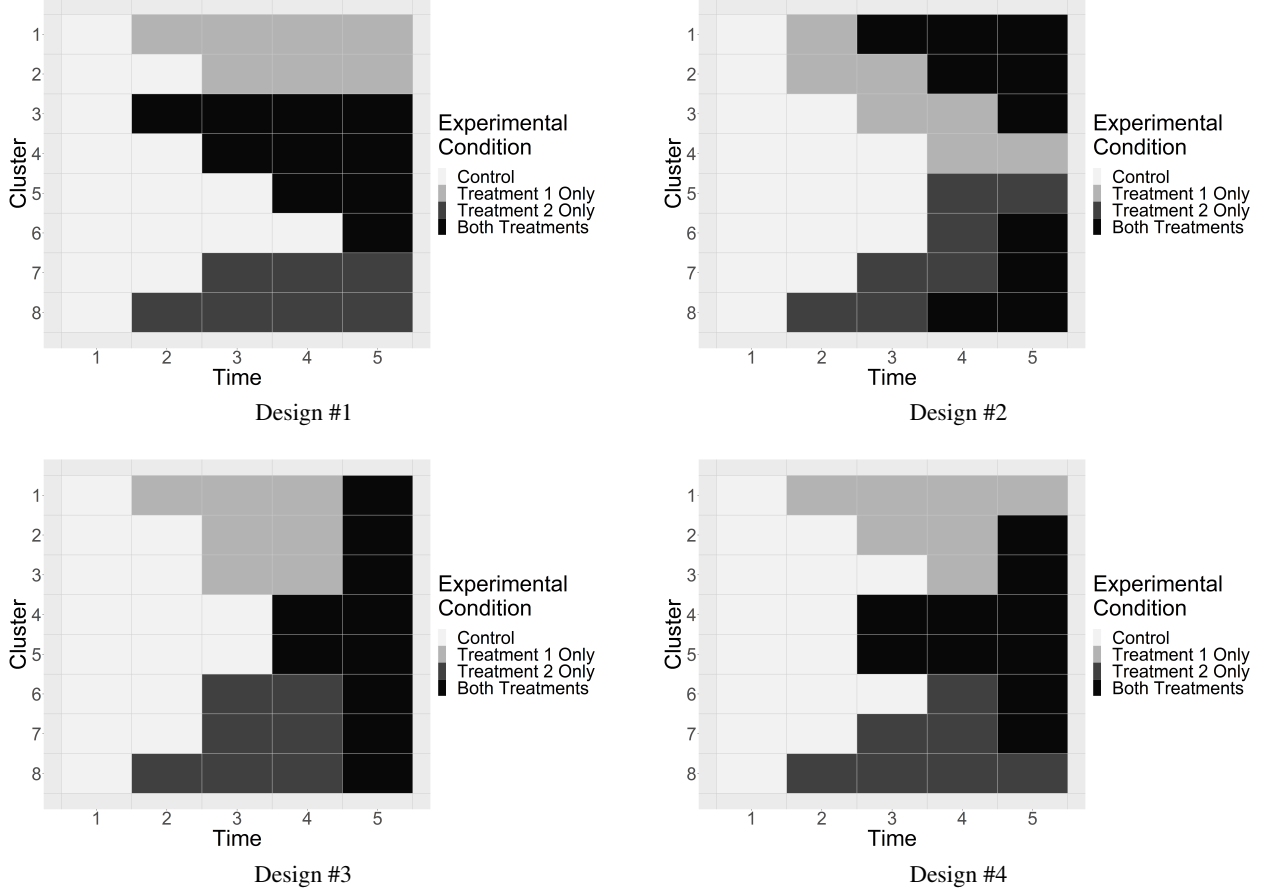 Cluster
1
2
3
4
5
6
7
8
1 2 3 4 5
Time
Experimental
Condition
Control
Treatment 1 Only
Treatment 2 Only
Both Treatments
Design #1
Cluster
1
2
3
4
5
6
7
8
1 2 3 4 5
Time
Experimental
Condition
Control
Treatment 1 Only
Treatment 2 Only
Both Treatments
Design #2
Cluster
1
2
3
4
5
6
7
8
1 2 3 4 5
Time
Experimental
Condition
Control
Treatment 1 Only
Treatment 2 Only
Both Treatments
Design #3
Cluster
1
2
3
4
5
6
7
8
1 2 3 4 5
Time
Experimental
Condition
Control
Treatment 1 Only
Treatment 2 Only
Both Treatments
Design #4